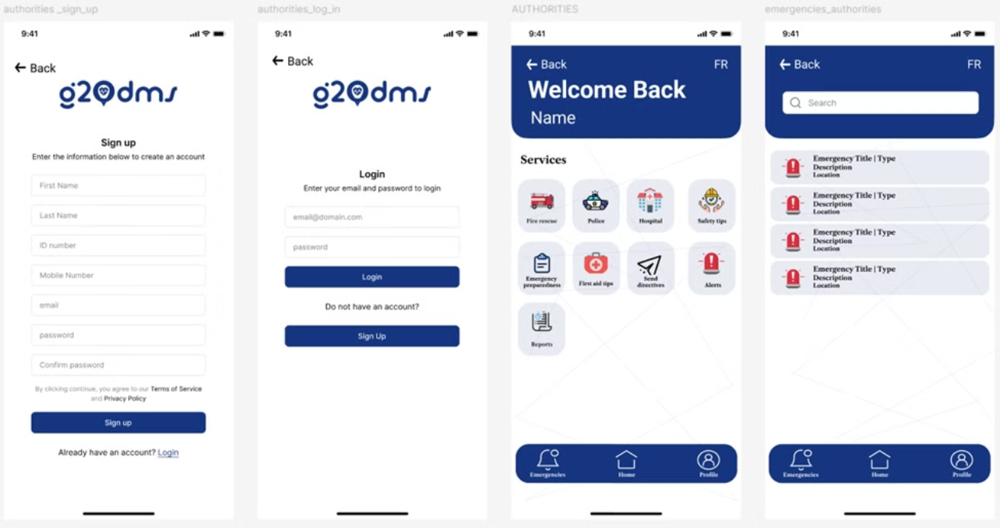 authorities _sign_up
9:41
Back
g20dms
Sign up
Enter the information below to create an account
First Name
Last Name
ID number
Mobile Number
email
password
Confirm password
By clicking continue, you agree to our Terms of Service
and Privacy Policy
Sign up
Already have an account? Login
authorities_log_in
9:41
Back
g20dms
Login
Enter your email and password to login
email@domain.com
password
Login
Do not have an account?
Sign Up
AUTHORITIES
9:41
Back FR
Welcome Back
Name
Services
Fire rescue
Police
Hospital
Safety tips
Emergency
preparedness
First aid tips
Send
directives
Alerts
Reports
Emergencies
Home
Profile
emergencies_authorities
9:41
Back FR
Search
Emergency Title | Type
Description
Location
Emergency Title | Type
Description
Location
Emergency Title | Type
Description
Location
Emergency Title | Type
Description
Location
Emergencies
Home
Profile